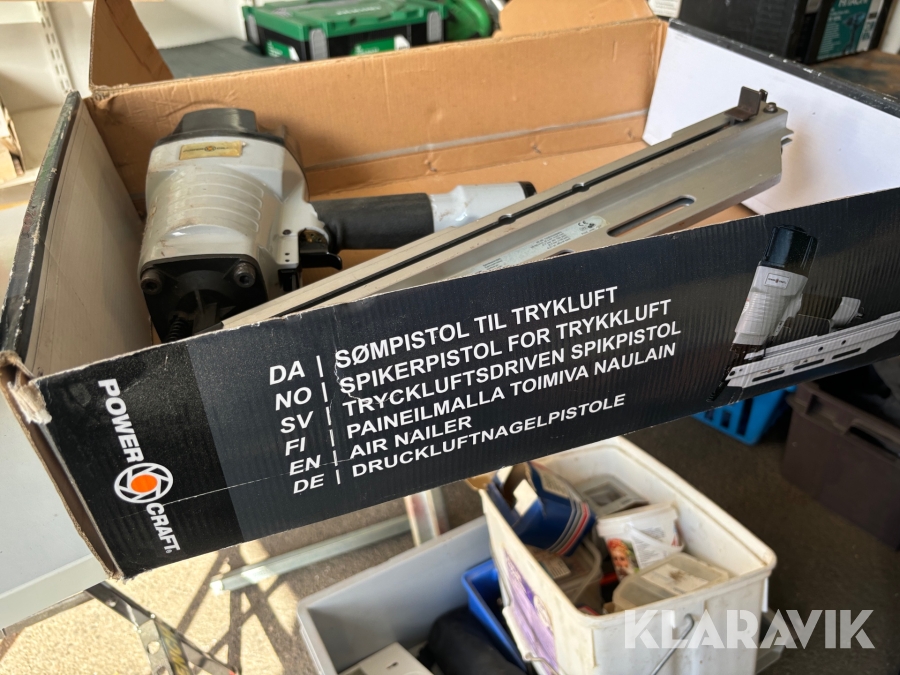 DA | SØMPISTOL TIL TRYKLUFT
NO | SPIKERPISTOL FOR TRYKKLUFT
SV | TRYCKLUFTSDRIVEN SPIKPISTOL
FI | PAINEILMALLA TOIMIVA NAULAIN
EN | AIR NAILER
DE | DRUCKLUFTNAGELPISTOLE
POWER CRAFT
KLARAVIK